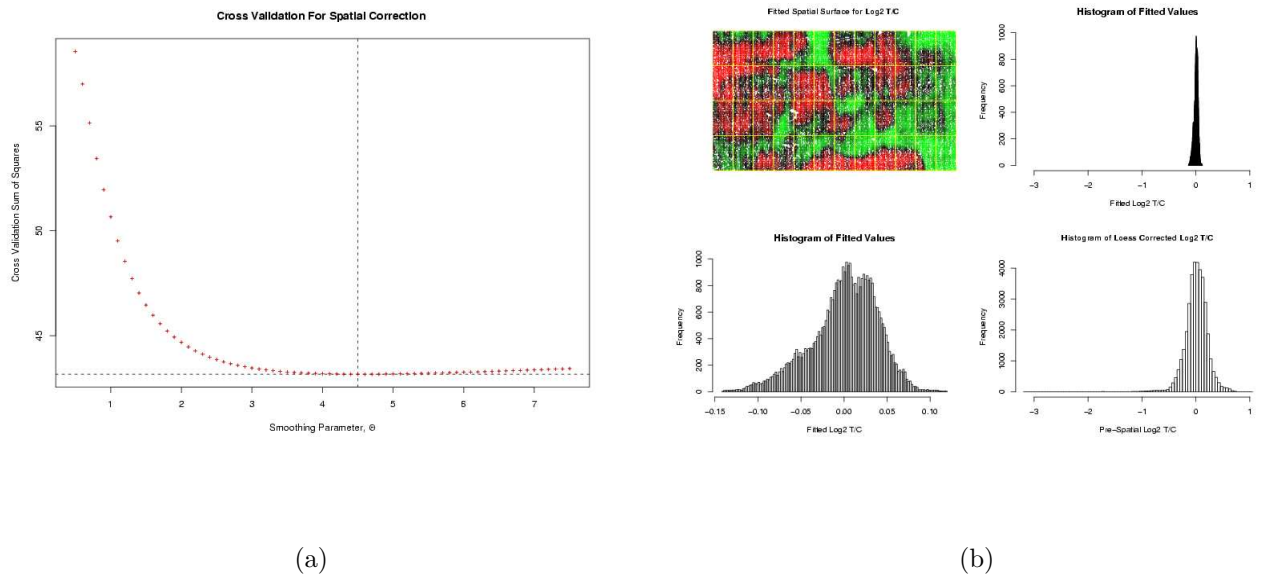 Cross Validation For Spatial Correction
Cross Validation Sum of Squares
55
50
45
1 2 3 4 5 6 7
Smoothing Parameter, Θ
(a)
Fitted Spatial Surface for Log2 T/C
Histogram of Fitted Values
Frequency
1000
800
600
400
200
0
−3 −2 −1 0 1
Fitted Log2 T/C
Histogram of Fitted Values
Frequency
1000
800
600
400
200
0
−0.15 −0.10 −0.05 0.00 0.05 0.10
Fitted Log2 T/C
Histogram of Loess Corrected Log2 T/C
Frequency
4000
3000
2000
1000
0
−3 −2 −1 0 1
Pre−Spatial Log2 T/C
(b)